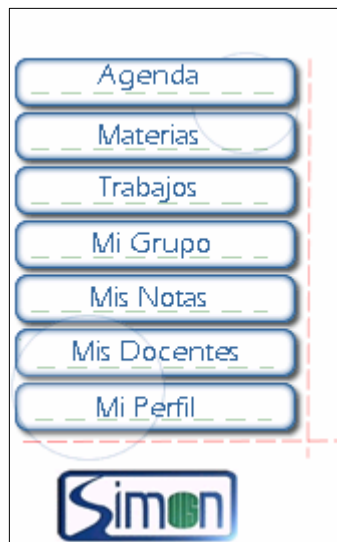 Agenda
Materias
Trabajos
Mi Grupo
Mis Notas
Mis Docentes
Mi Perfil
Simon